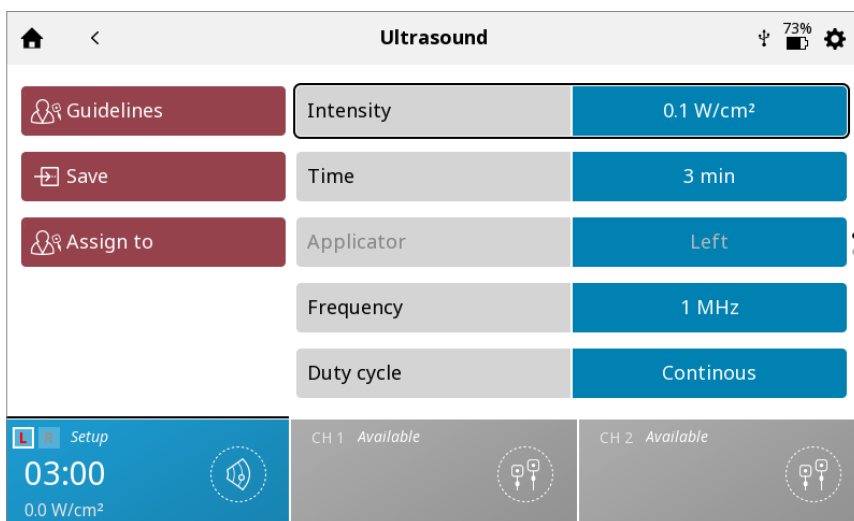 Ultrasound
73%
Guidelines
Save
Assign to
Intensity 0.1 W/cm²
Time 3 min
Applicator Left
Frequency 1 MHz
Duty cycle Continous
L R Setup
03:00
0.0 W/cm²
CH 1 Available
CH 2 Available